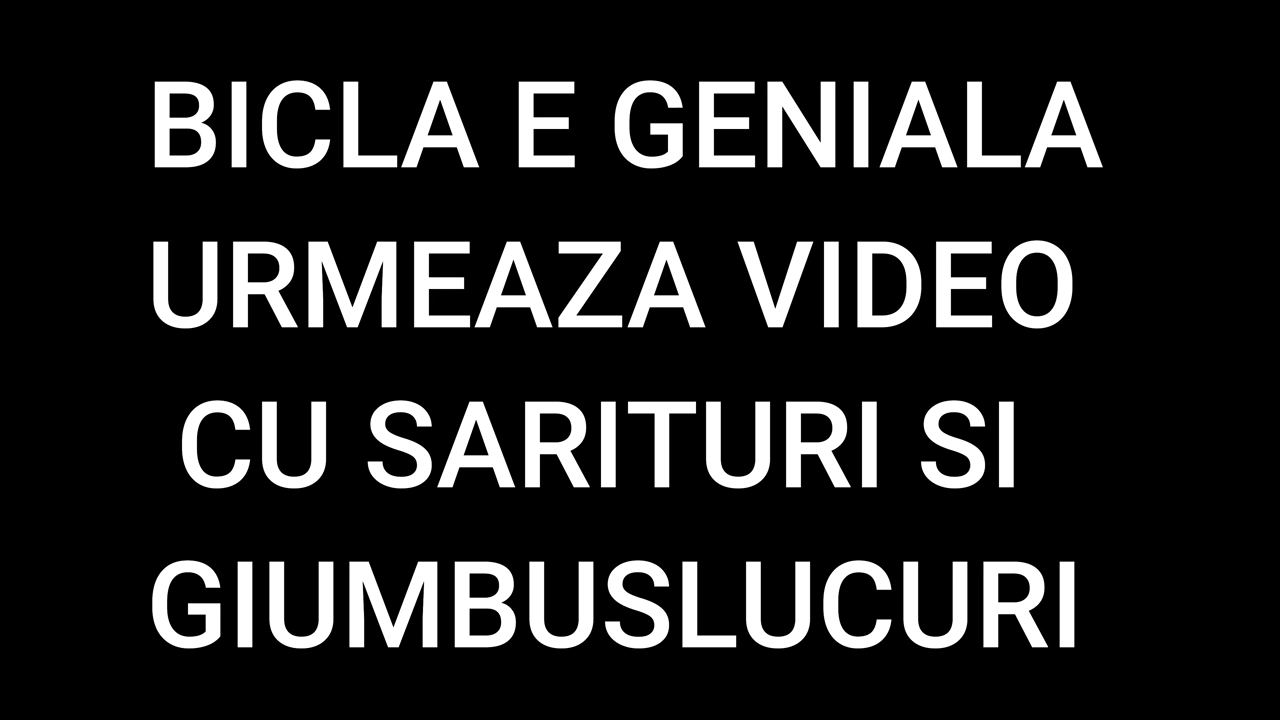 BICLA E GENIALA
URMEAZA VIDEO
CU SARITURI SI
GIUMBUSLUCURI